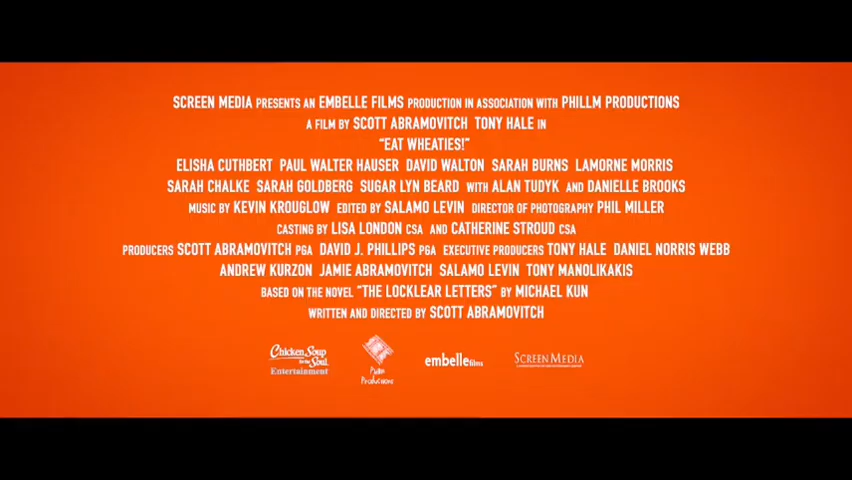 SCREEN MEDIA PRESENTS AN EMBELLE FILMS PRODUCTION IN ASSOCIATION WITH PHILLM PRODUCTIONS
A FILM BY SCOTT ABRAMOVITCH TONY HALE IN
"EAT WHEATIES!"
ELISHA CUTHBERT PAUL WALTER HAUSER DAVID WALTON SARAH BURNS LAMORNE MORRIS
SARAH CHALKE SARAH GOLDBERG SUGAR LYN BEARD WITH ALAN TUDYK AND DANIELLE BROOKS
MUSIC BY KEVIN KROUGLOW EDITED BY SALAMO LEVIN DIRECTOR OF PHOTOGRAPHY PHIL MILLER
CASTING BY LISA LONDON CSA AND CATHERINE STROUD CSA
PRODUCERS SCOTT ABRAMOVITCH PGA DAVID J. PHILLIPS PGA EXECUTIVE PRODUCERS TONY HALE DANIEL NORRIS WEBB
ANDREW KURZON JAMIE ABRAMOVITCH SALAMO LEVIN TONY MANOLIKAKIS
BASED ON THE NOVEL "THE LOCKLEAR LETTERS" BY MICHAEL KUN
WRITTEN AND DIRECTED BY SCOTT ABRAMOVITCH
Chicken Soup for the Soul
Entertainment
Productions
embelle films
SCREEN MEDIA